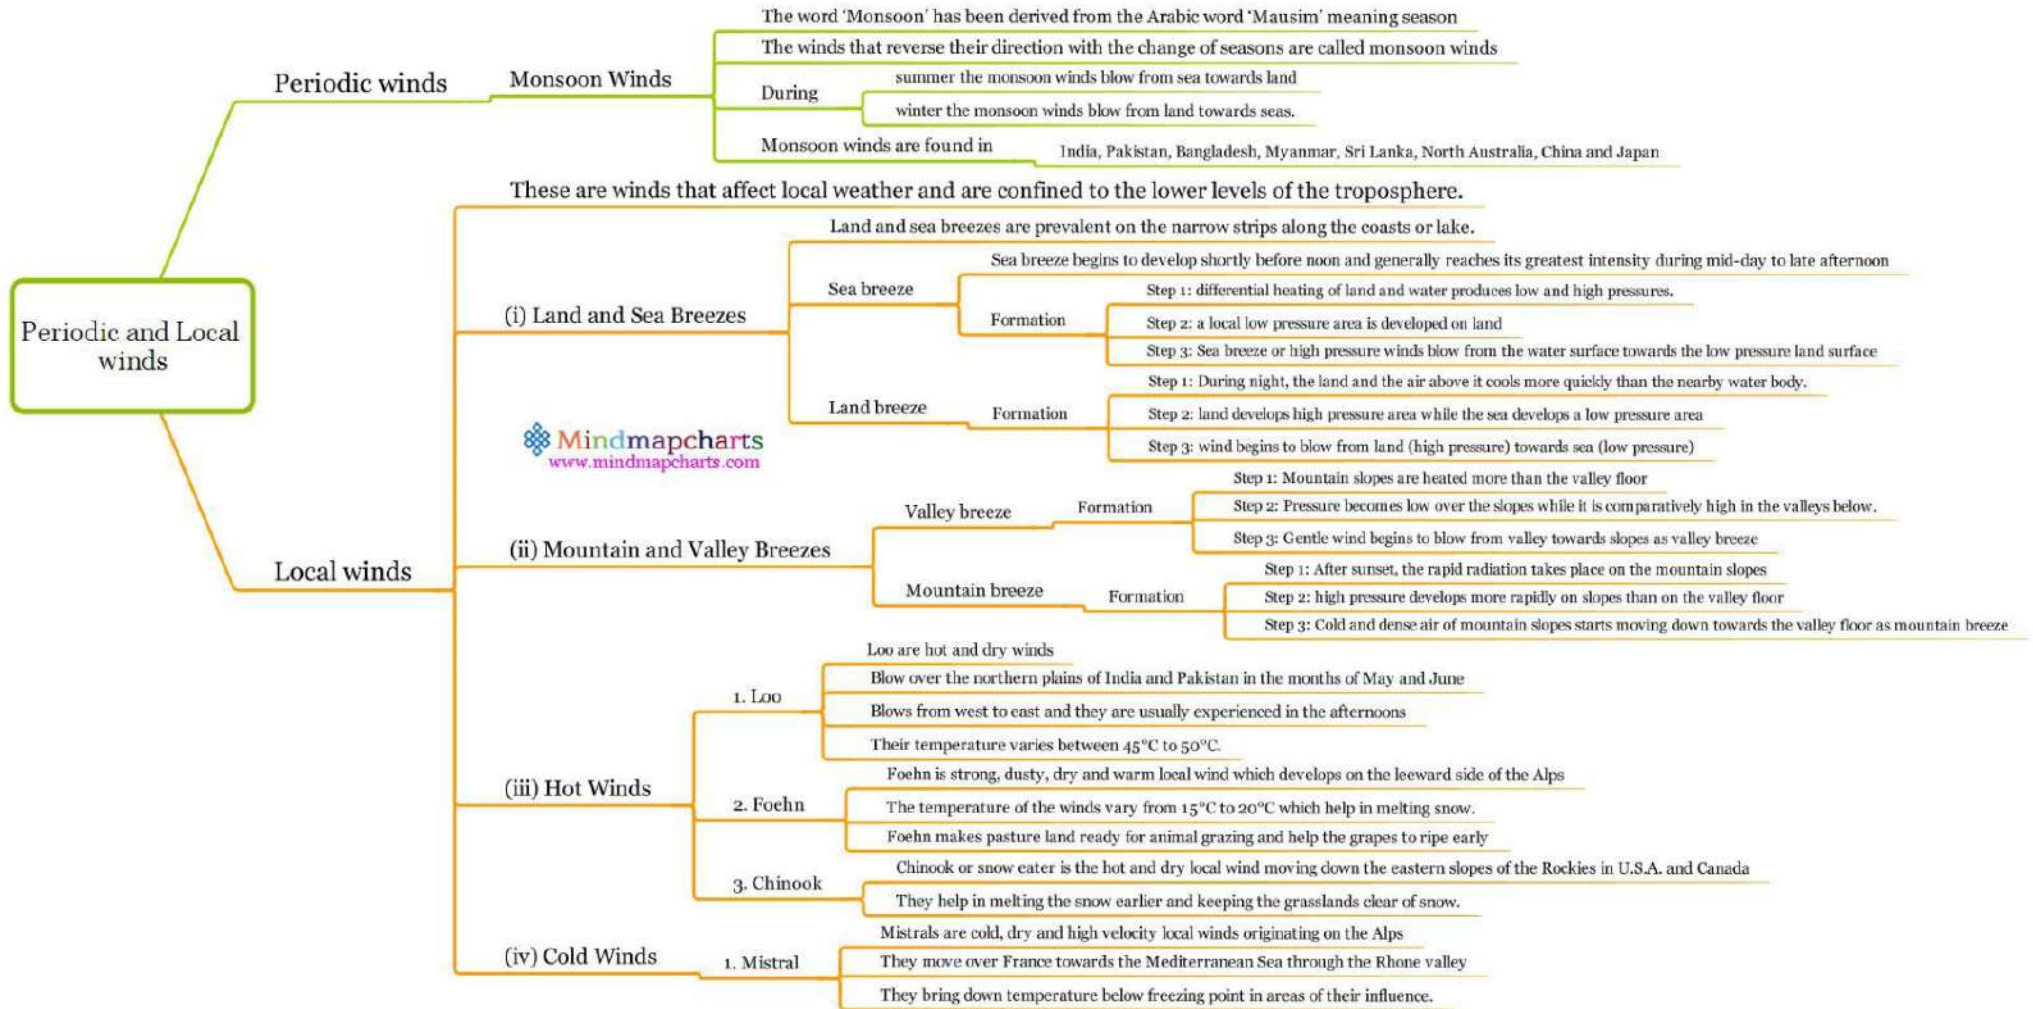 The word 'Monsoon' has been derived from the Arabic word 'Mausim' meaning season
The winds that reverse their direction with the change of seasons are called monsoon winds
Periodic winds
Monsoon Winds
During
summer the monsoon winds blow from sea towards land
winter the monsoon winds blow from land towards seas.
Monsoon winds are found in
India, Pakistan, Bangladesh, Myanmar, Sri Lanka, North Australia, China and Japan
Periodic and Local
winds
Local winds
These are winds that affect local weather and are confined to the lower levels of the troposphere.
(i) Land and Sea Breezes
Land and sea breezes are prevalent on the narrow strips along the coasts or lake.
Sea breeze
Sea breeze begins to develop shortly before noon and generally reaches its greatest intensity during mid-day to late afternoon
Formation
Step 1: differential heating of land and water produces low and high pressures.
Step 2: a local low pressure area is developed on land
Step 3: Sea breeze or high pressure winds blow from the water surface towards the low pressure land surface
Land breeze
Formation
Step 1: During night, the land and the air above it cools more quickly than the nearby water body.
Step 2: land develops high pressure area while the sea develops a low pressure area
Step 3: wind begins to blow from land (high pressure) towards sea (low pressure)
Mindmapcharts
www.mindmapcharts.com
(ii) Mountain and Valley Breezes
Valley breeze
Formation
Step 1: Mountain slopes are heated more than the valley floor
Step 2: Pressure becomes low over the slopes while it is comparatively high in the valleys below.
Step 3: Gentle wind begins to blow from valley towards slopes as valley breeze
Mountain breeze
Formation
Step 1: After sunset, the rapid radiation takes place on the mountain slopes
Step 2: high pressure develops more rapidly on slopes than on the valley floor
Step 3: Cold and dense air of mountain slopes starts moving down towards the valley floor as mountain breeze
(iii) Hot Winds
1. Loo
Loo are hot and dry winds
Blow over the northern plains of India and Pakistan in the months of May and June
Blows from west to east and they are usually experienced in the afternoons
Their temperature varies between 45°C to 50°C.
2. Foehn
Foehn is strong, dusty, dry and warm local wind which develops on the leeward side of the Alps
The temperature of the winds vary from 15°C to 20°C which help in melting snow.
Foehn makes pasture land ready for animal grazing and help the grapes to ripe early
3. Chinook
Chinook or snow eater is the hot and dry local wind moving down the eastern slopes of the Rockies in U.S.A. and Canada
They help in melting the snow earlier and keeping the grasslands clear of snow.
(iv) Cold Winds
1. Mistral
Mistrals are cold, dry and high velocity local winds originating on the Alps
They move over France towards the Mediterranean Sea through the Rhone valley
They bring down temperature below freezing point in areas of their influence.